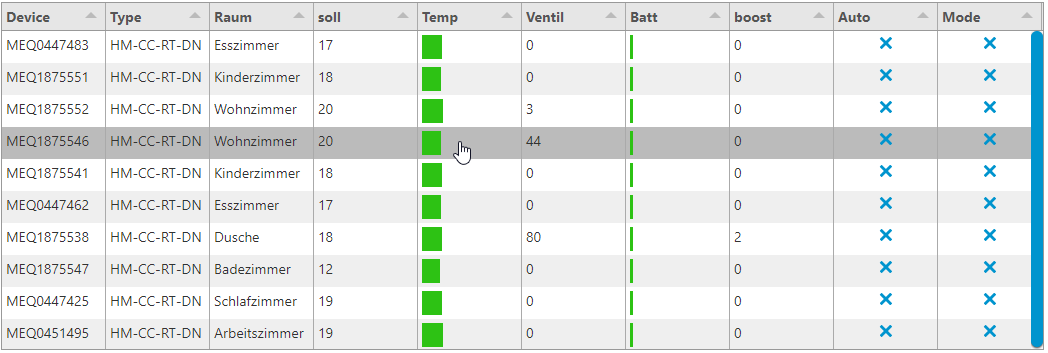 Device Type Raum soll Temp Ventil Batt boost Auto Mode
MEQ0447483 HM-CC-RT-DN Esszimmer 17 0 0
MEQ1875551 HM-CC-RT-DN Kinderzimmer 18 0 0
MEQ1875552 HM-CC-RT-DN Wohnzimmer 20 3 0
MEQ1875546 HM-CC-RT-DN Wohnzimmer 20 44 0
MEQ1875541 HM-CC-RT-DN Kinderzimmer 18 0 0
MEQ0447462 HM-CC-RT-DN Esszimmer 17 0 0
MEQ1875538 HM-CC-RT-DN Dusche 18 80 2
MEQ1875547 HM-CC-RT-DN Badezimmer 12 0 0
MEQ0447425 HM-CC-RT-DN Schlafzimmer 19 0 0
MEQ0451495 HM-CC-RT-DN Arbeitszimmer 19 0 0